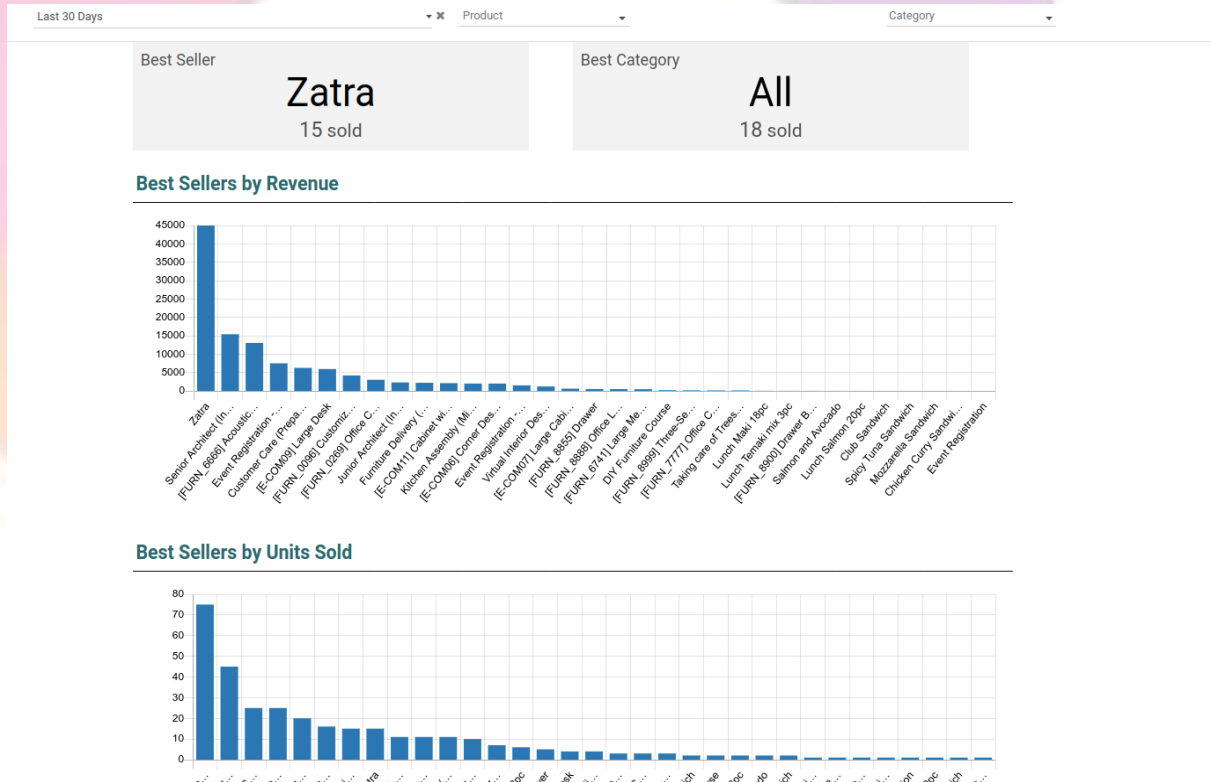 Last 30 Days
Product
Category
Best Seller
Zatra
15 sold
Best Category
All
18 sold
Best Sellers by Revenue
45000
40000
35000
30000
25000
20000
15000
10000
5000
0
Zatra
Senior Architect (In...
[FURN_6666] Acoustic...
Event Registration -...
Customer Care (Prepa...
[E-COM09] Large Desk
[FURN_0096] Customiz...
[FURN_0269] Office C...
Junior Architect (In...
Furniture Delivery (...
[E-COM11] Cabinet wi...
Kitchen Assembly (Mi...
[E-COM06] Corner Des...
Event Registration -...
Virtual Interior Des...
[E-COM07] Large Cabi...
[FURN_8855] Drawer
[FURN_8888] Office L...
[FURN_6741] Large Me...
DIY Furniture Course
[FURN_8999] Three-Se...
[FURN_7777] Office C...
Taking care of Trees...
Lunch Maki 18pc
Lunch Temaki mix 3pc
[FURN_8900] Drawer B...
Salmon and Avocado
Lunch Salmon 20pc
Club Sandwich
Spicy Tuna Sandwich
Mozzarella Sandwich
Chicken Curry Sandwi...
Event Registration
Best Sellers by Units Sold
80
70
60
50
40
30
20
10
0